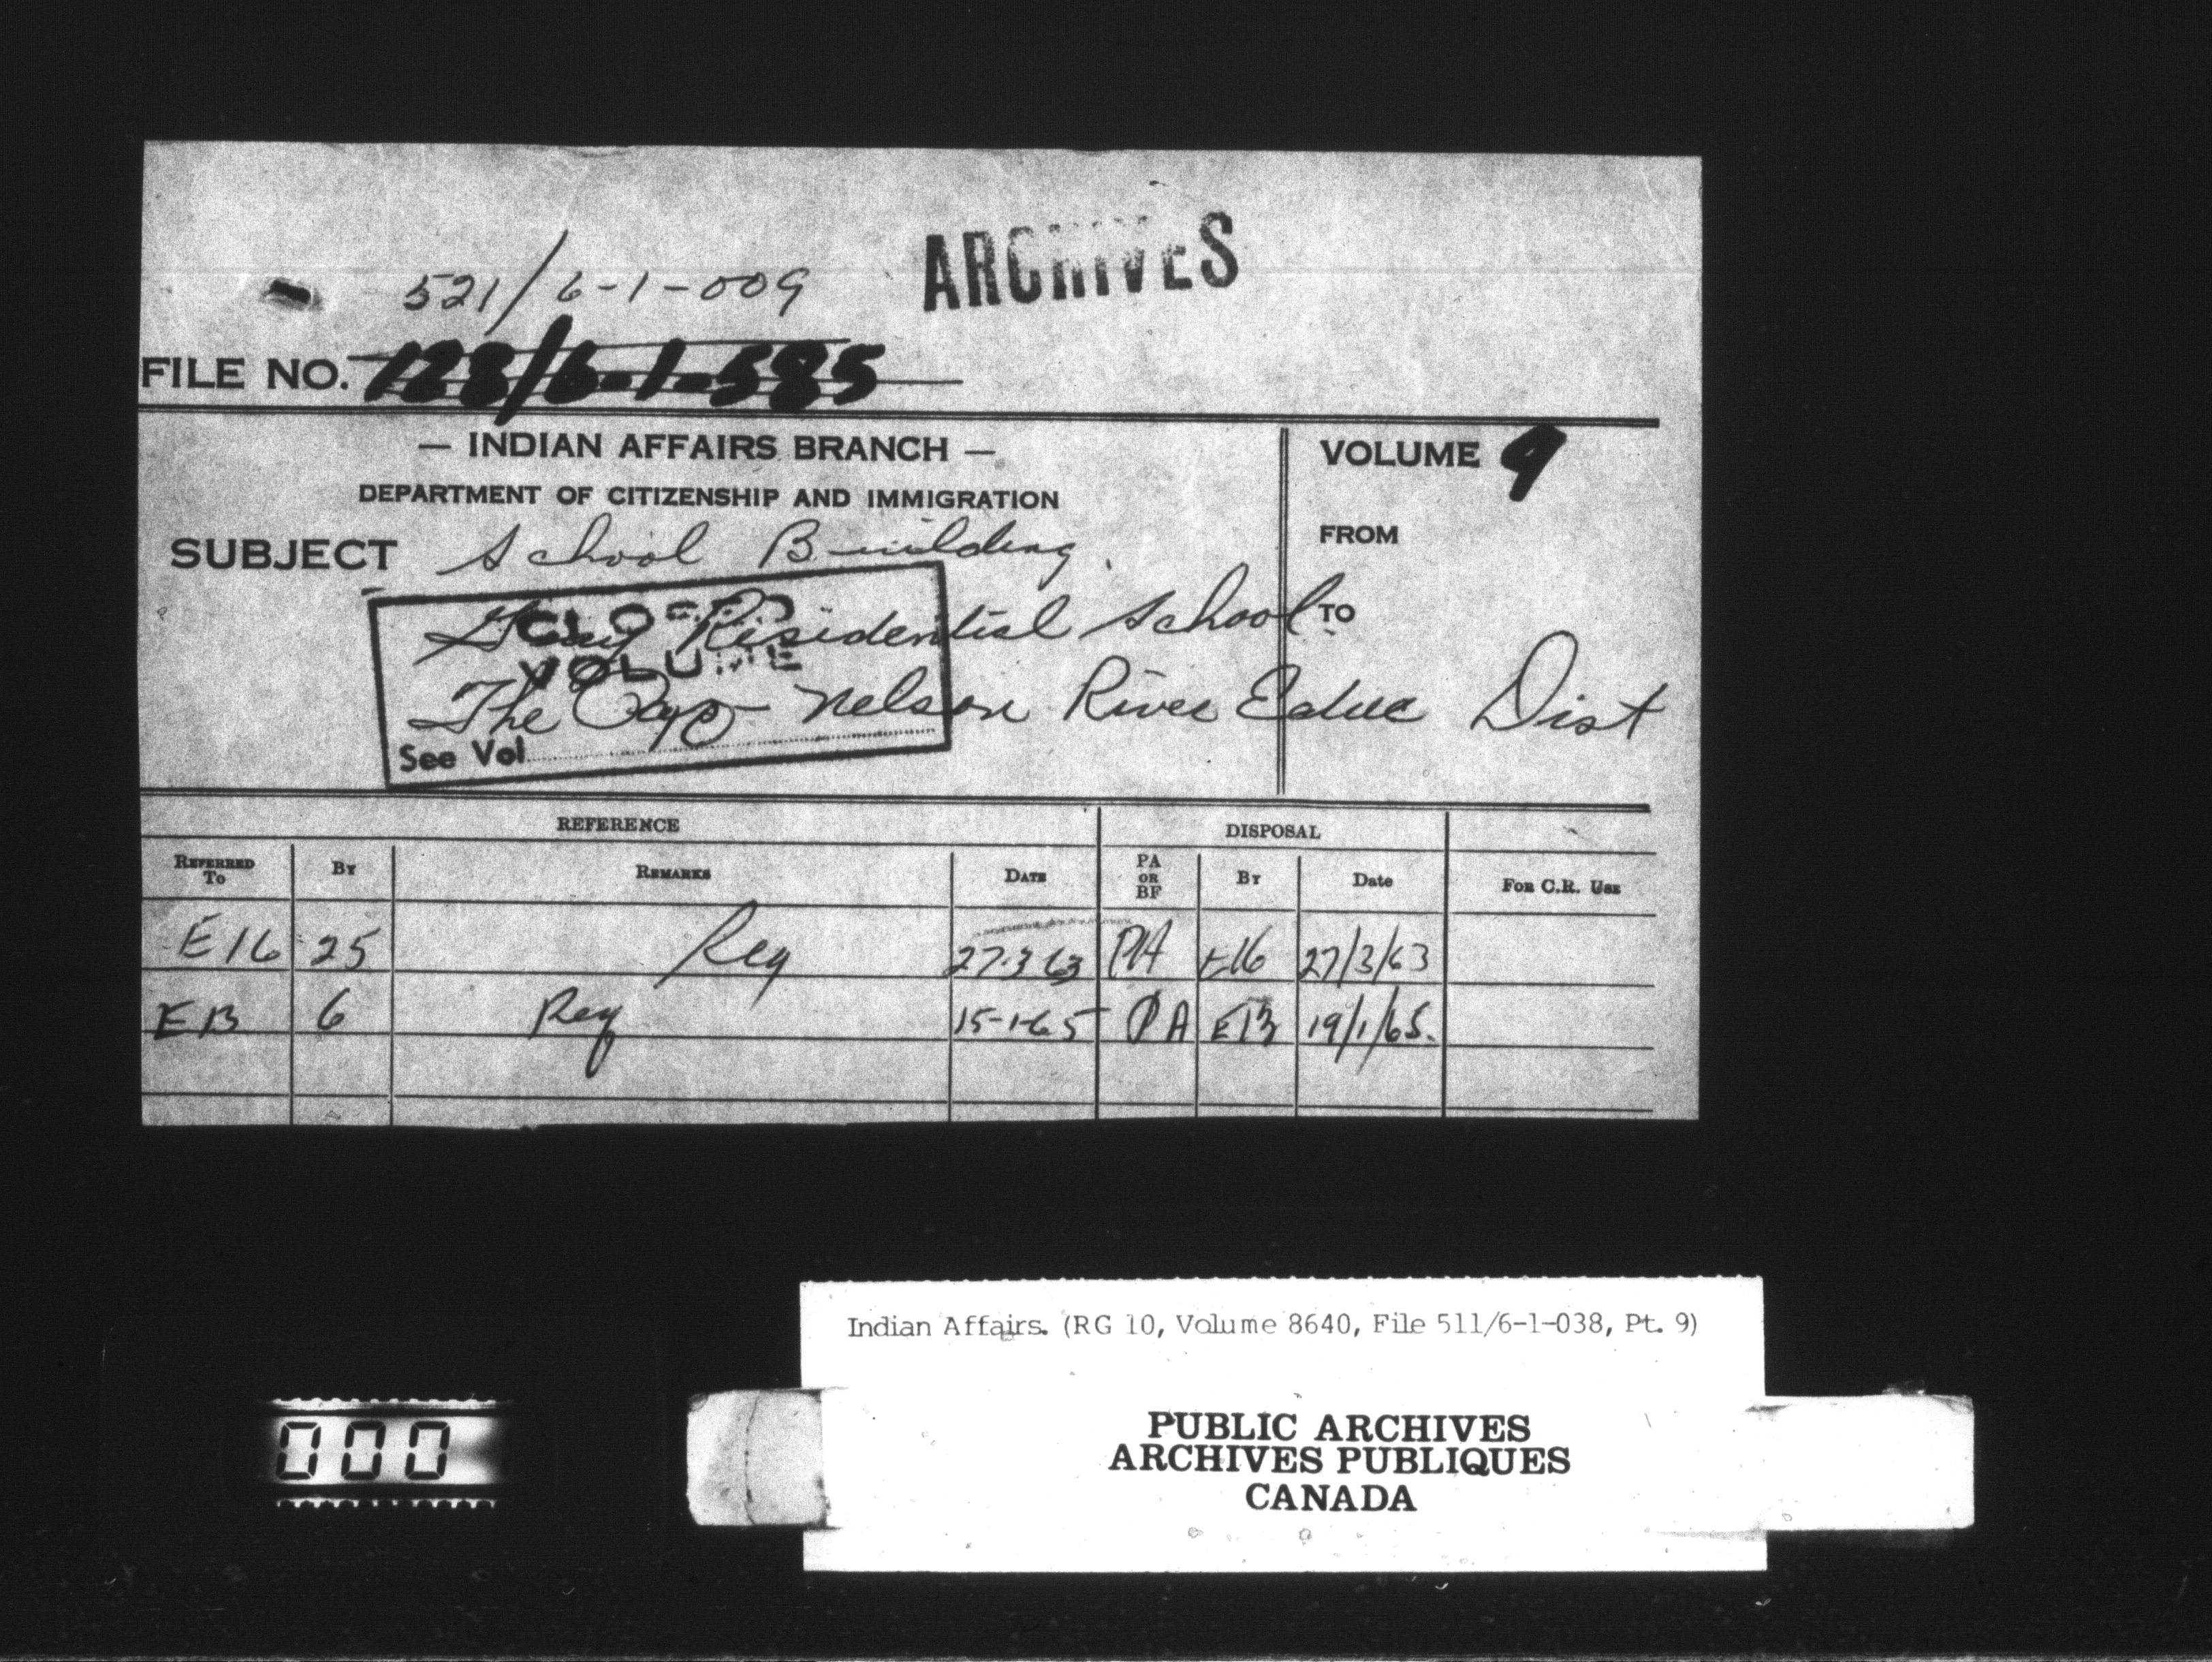 ARCHIVES
521/6-1-009
FILE NO. 128/6-1-585
— INDIAN AFFAIRS BRANCH —
DEPARTMENT OF CITIZENSHIP AND IMMIGRATION
VOLUME 9
FROM
TO
SUBJECT School Building.
Residential School
The Pas - Nelson River Educ Dist
CLOSED
VOLUME
See Vol
REFERENCE
DISPOSAL
REFERRED TO BY REMARKS DATE PA OR BF BY Date FOR C.R. USE
E16 25 Req 27-3-63 PA E16 27/3/63
E13 6 Req 15-1-65 PA E13 19/1/65.
Indian Affairs. (RG 10, Volume 8640, File 511/6-1-038, Pt. 9)
000
PUBLIC ARCHIVES
ARCHIVES PUBLIQUES
CANADA